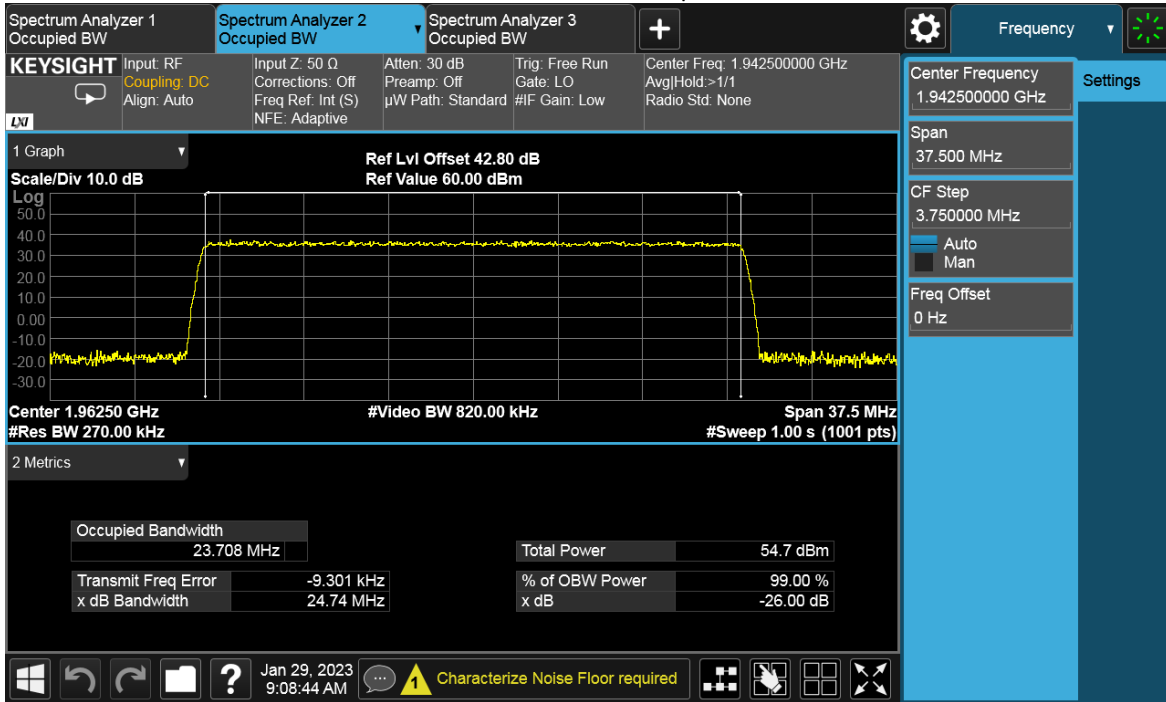 Spectrum Analyzer 1
Occupied BW
Spectrum Analyzer 2
Occupied BW
Spectrum Analyzer 3
Occupied BW
+
Frequency
KEYSIGHT
LXI
Input: RF
Coupling: DC
Align: Auto
Input Z: 50 Ω
Corrections: Off
Freq Ref: Int (S)
NFE: Adaptive
Atten: 30 dB
Preamp: Off
µW Path: Standard
Trig: Free Run
Gate: LO
#IF Gain: Low
Center Freq: 1.942500000 GHz
Avg|Hold:>1/1
Radio Std: None
Center Frequency
1.942500000 GHz
Settings
Span
37.500 MHz
CF Step
3.750000 MHz
Auto
Man
Freq Offset
0 Hz
1 Graph
Scale/Div 10.0 dB
Ref Lvl Offset 42.80 dB
Ref Value 60.00 dBm
Log
50.0
40.0
30.0
20.0
10.0
0.00
-10.0
-20.0
-30.0
Center 1.96250 GHz
#Res BW 270.00 kHz
#Video BW 820.00 kHz
Span 37.5 MHz
#Sweep 1.00 s (1001 pts)
2 Metrics
Occupied Bandwidth
23.708 MHz
Total Power 54.7 dBm
Transmit Freq Error -9.301 kHz
% of OBW Power 99.00 %
x dB Bandwidth 24.74 MHz
x dB -26.00 dB
?
Jan 29, 2023
9:08:44 AM
1
Characterize Noise Floor required